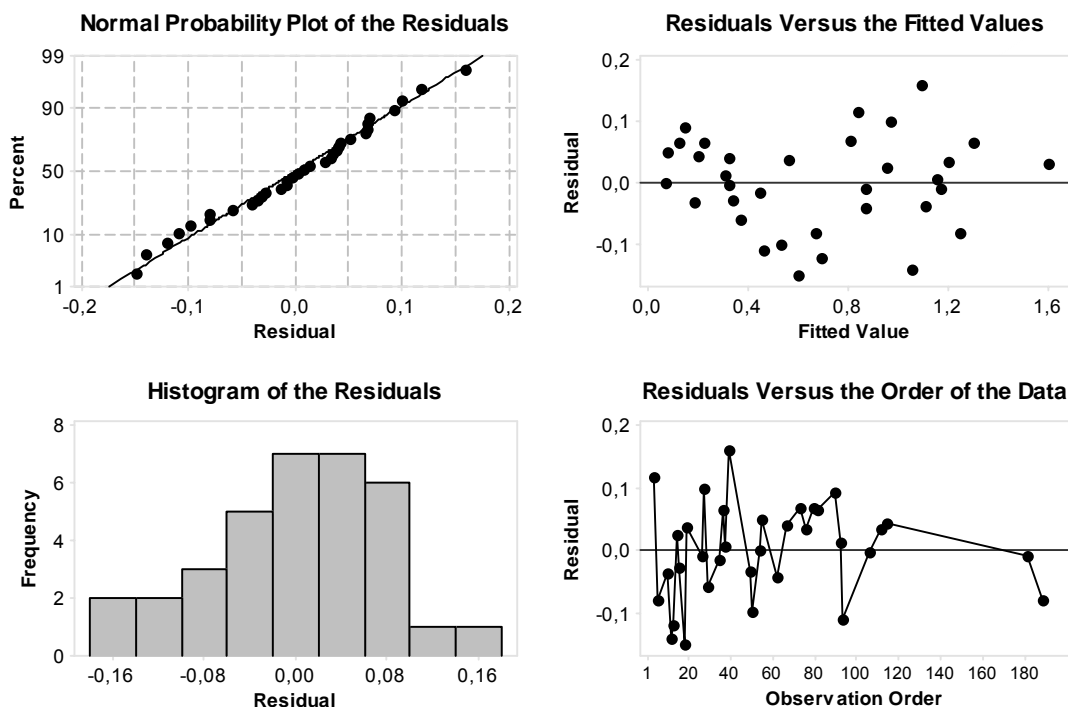 Normal Probability Plot of the Residuals
99
90
50
10
1
Percent
-0,2 -0,1 0,0 0,1 0,2
Residual
Residuals Versus the Fitted Values
0,2
0,1
0,0
-0,1
Residual
0,0 0,4 0,8 1,2 1,6
Fitted Value
Histogram of the Residuals
8
6
4
2
0
Frequency
-0,16 -0,08 0,00 0,08 0,16
Residual
Residuals Versus the Order of the Data
0,2
0,1
0,0
-0,1
Residual
1 20 40 60 80 100 120 140 160 180
Observation Order